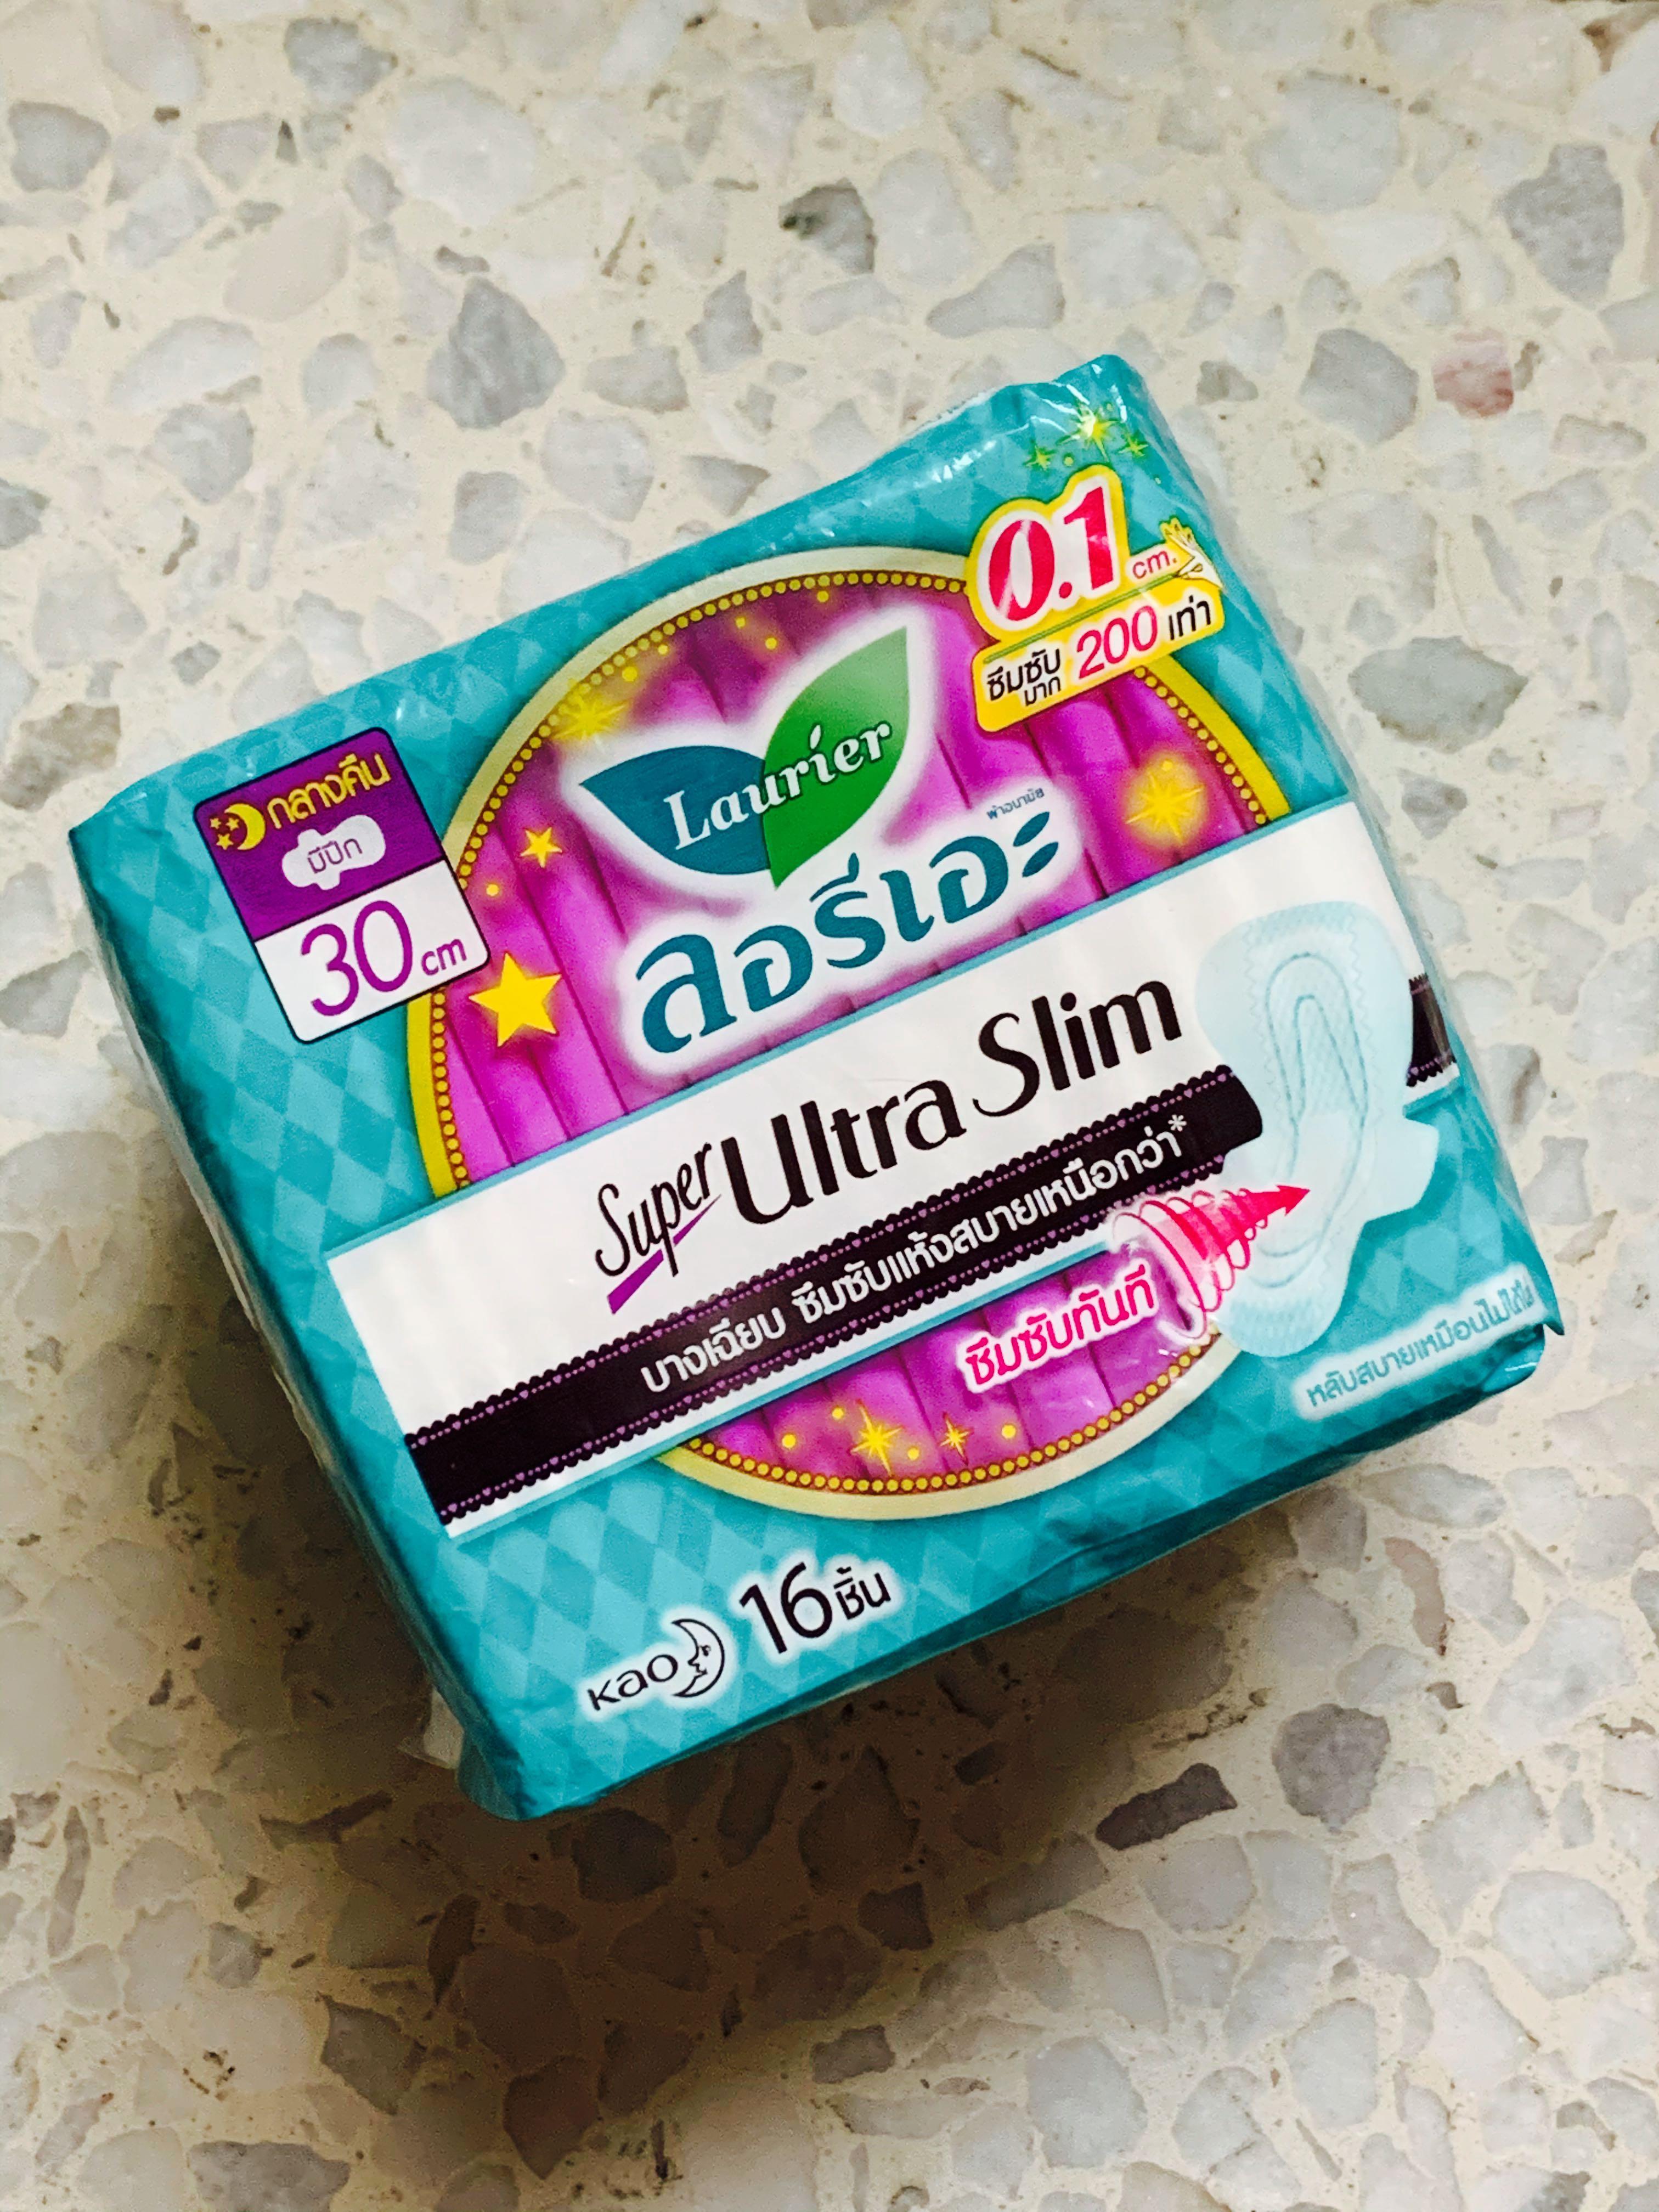 0.1 cm.
ซึมซับมาก 200 เท่า
กลางคืน
มีปีก
30 cm
Laurier
ผ้าอนามัย
ลอรีเอะ
Super Ultra Slim
บางเฉียบ ซึมซับแห้งสบายเหนือกว่า*
ซึมซับทันที
หลับสบายเหมือนไม่ได้ใส่
Kao
16 ชิ้น